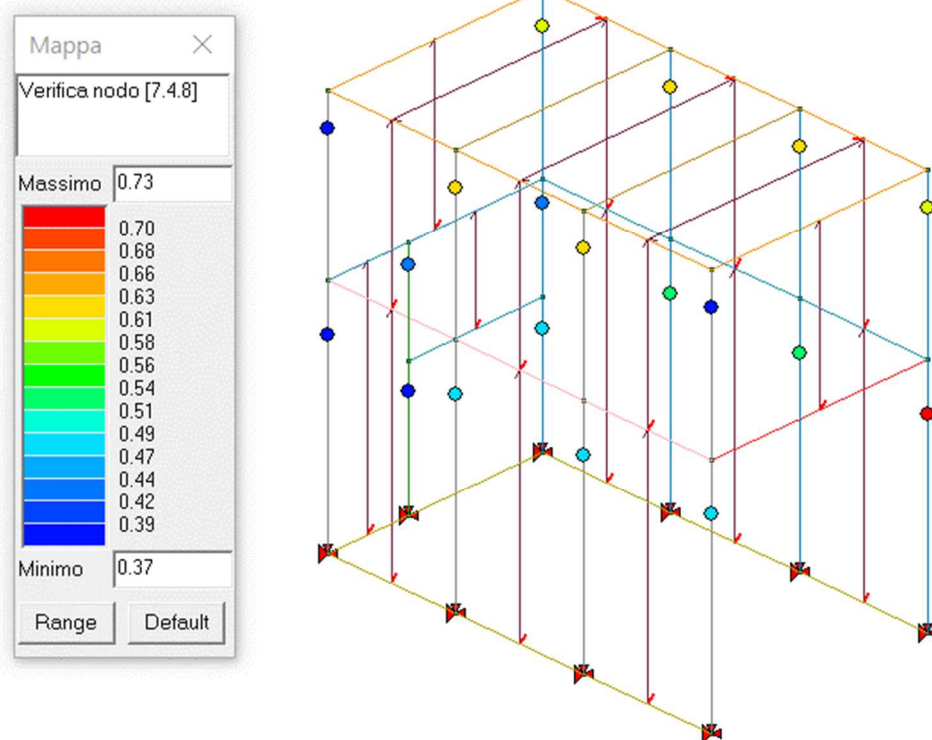 Mappa
Verifica nodo [7.4.8]
Massimo 0.73
0.70
0.68
0.66
0.63
0.61
0.58
0.56
0.54
0.51
0.49
0.47
0.44
0.42
0.39
Minimo 0.37
Range Default